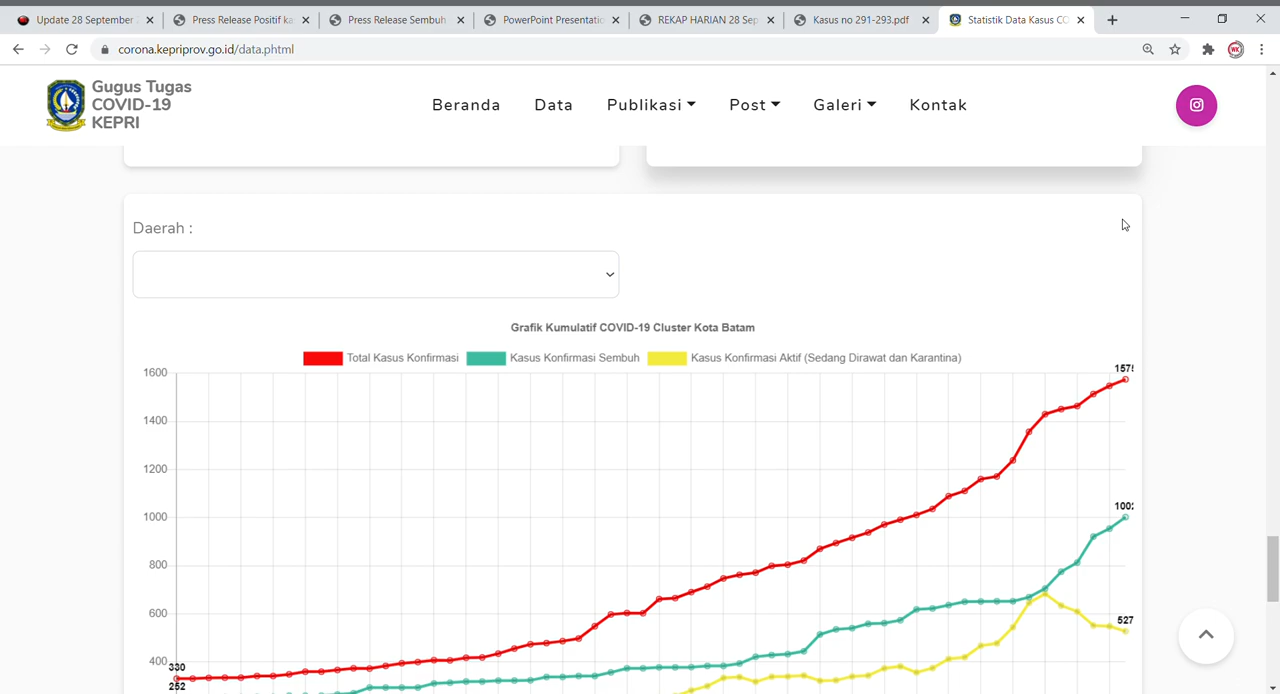 Update 28 September
Press Release Positif ka
Press Release Sembuh
PowerPoint Presentatio
REKAP HARIAN 28 Sep
Kasus no 291-293.pdf
Statistik Data Kasus CO
corona.kepriprov.go.id/data.phtml
WK
Gugus Tugas
COVID-19
KEPRI
Beranda
Data
Publikasi
Post
Galeri
Kontak
Daerah :
Grafik Kumulatif COVID-19 Cluster Kota Batam
Total Kasus Konfirmasi
Kasus Konfirmasi Sembuh
Kasus Konfirmasi Aktif (Sedang Dirawat dan Karantina)
1600
1575
1400
1200
1000
1002
800
600
527
400
330
252